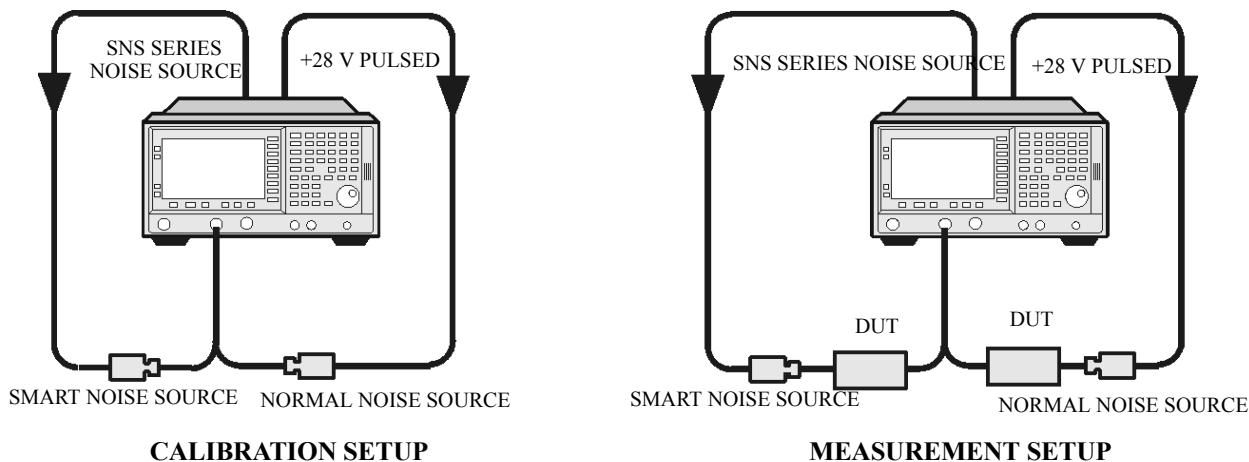 SNS SERIES
NOISE SOURCE
+28 V PULSED
SMART NOISE SOURCE
NORMAL NOISE SOURCE
CALIBRATION SETUP
SNS SERIES NOISE SOURCE
+28 V PULSED
DUT
DUT
SMART NOISE SOURCE
NORMAL NOISE SOURCE
MEASUREMENT SETUP